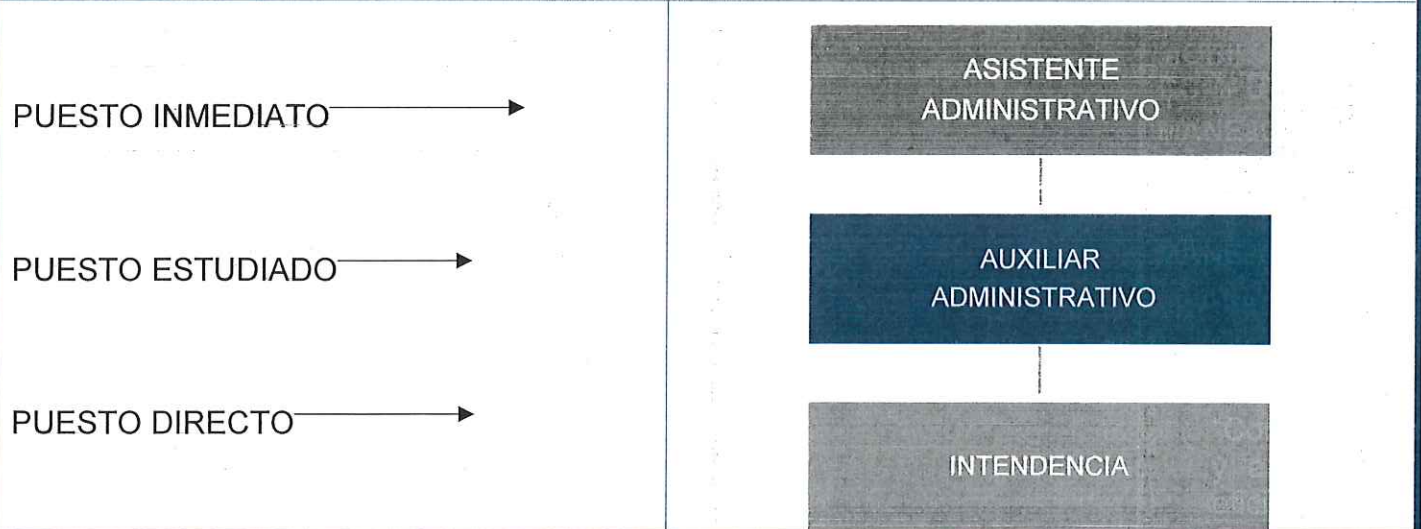 PUESTO INMEDIATO
ASISTENTE
ADMINISTRATIVO
PUESTO ESTUDIADO
AUXILIAR
ADMINISTRATIVO
PUESTO DIRECTO
INTENDENCIA